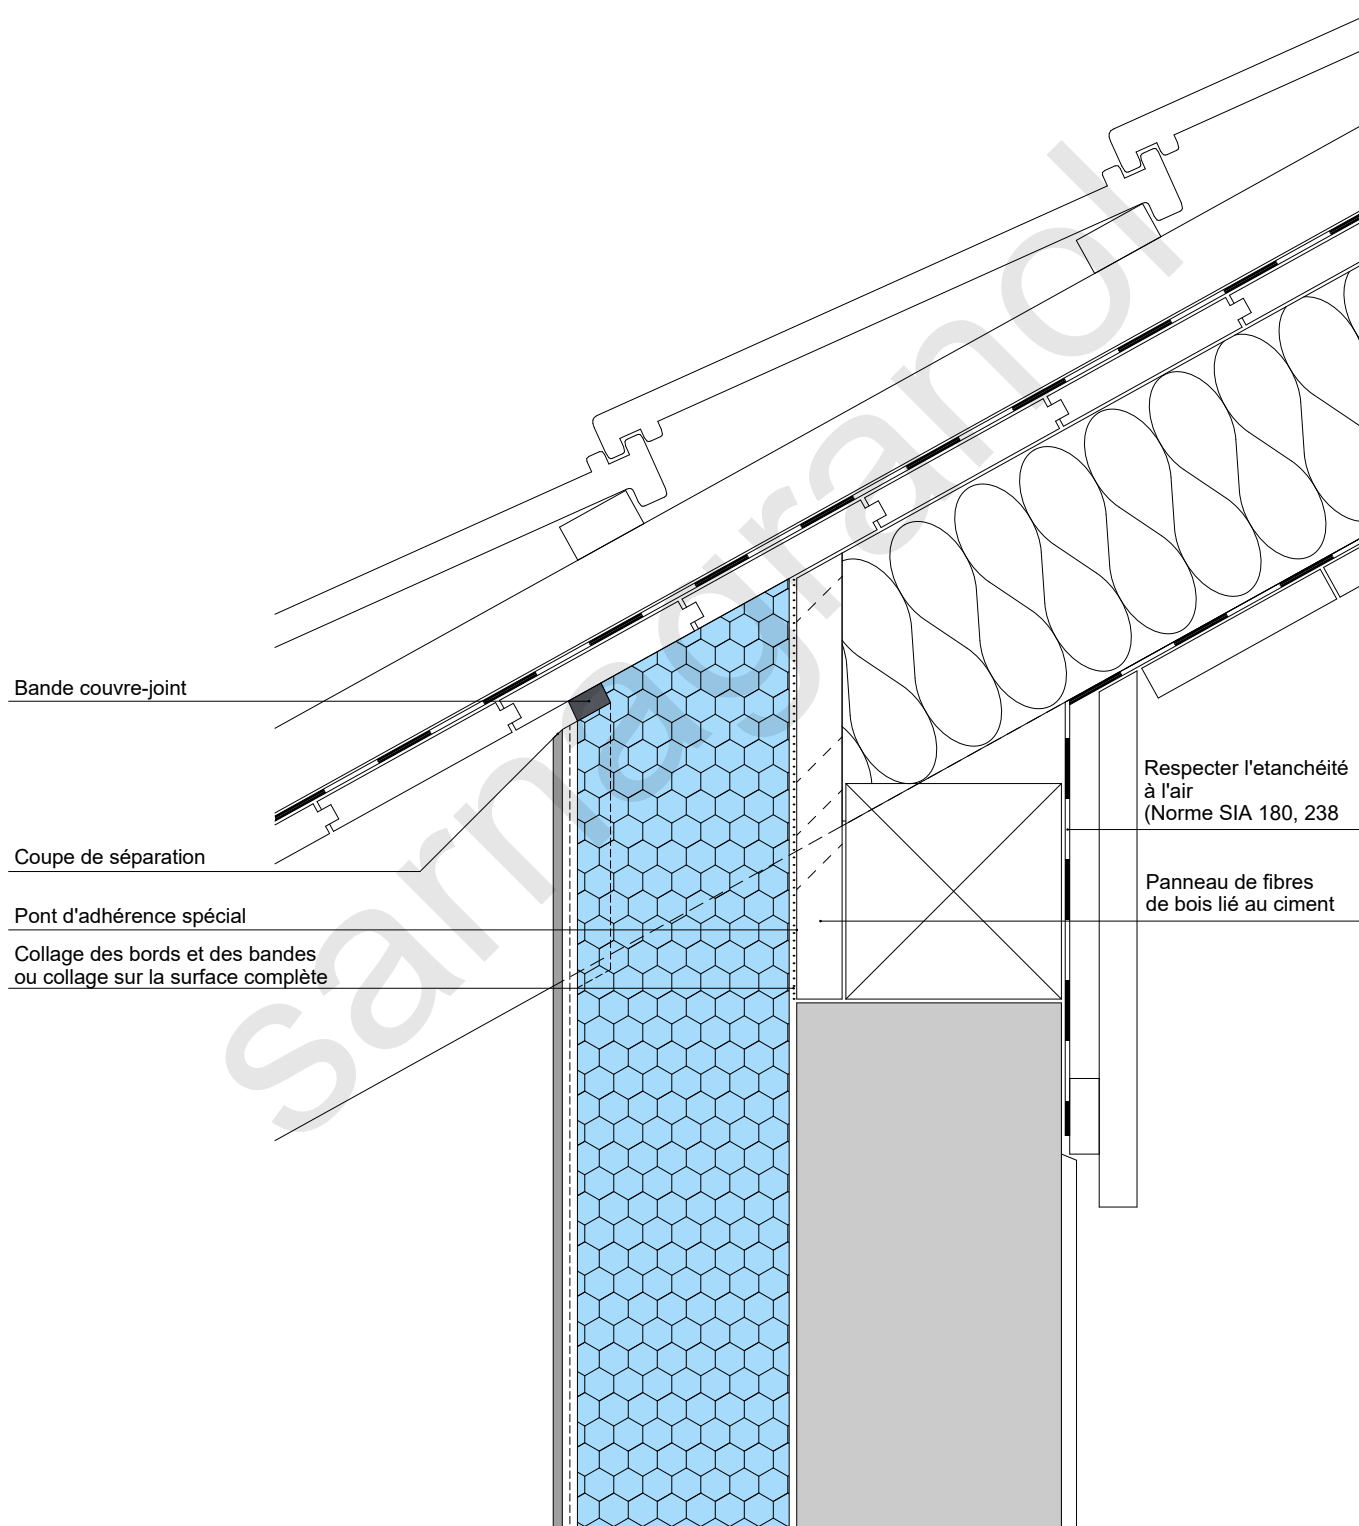 Bande couvre-joint
Respecter l'etanchéité
à l'air
(Norme SIA 180, 238
Coupe de séparation
Panneau de fibres
de bois lié au ciment
Pont d'adhérence spécial
Collage des bords et des bandes
ou collage sur la surface complète
sarnagranol